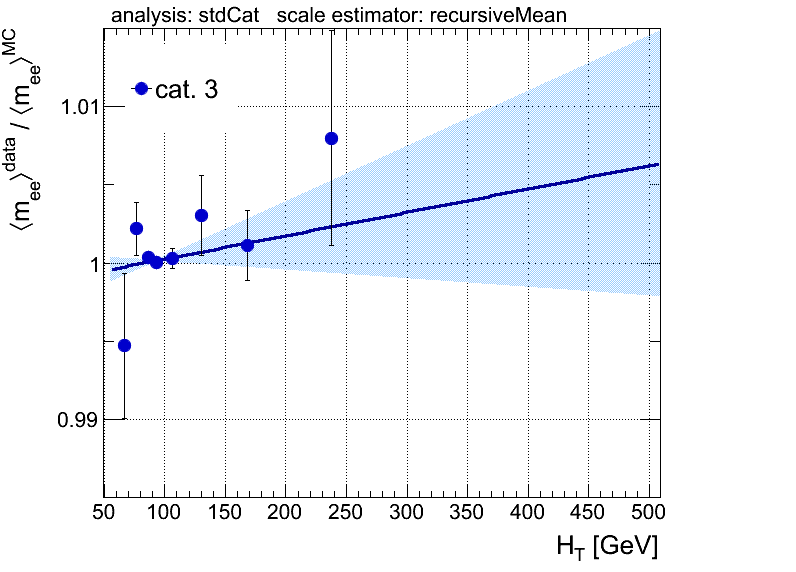 analysis: stdCat   scale estimator: recursiveMean
⟨m_ee⟩^data / ⟨m_ee⟩^MC
cat. 3
1.01
1
0.99
50 100 150 200 250 300 350 400 450 500
H_T [GeV]